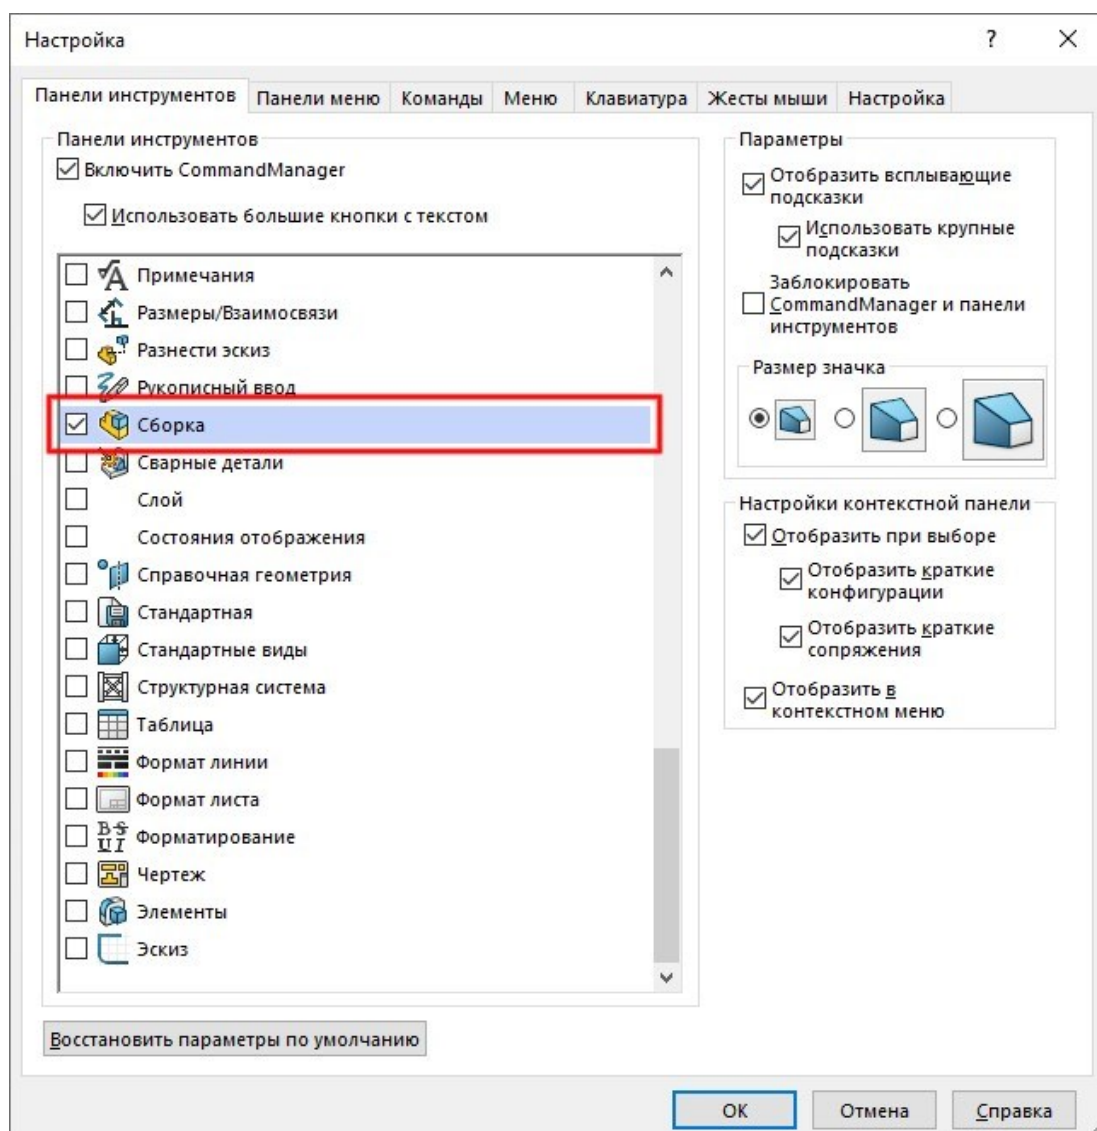 Настройка
?
Панели инструментов Панели меню Команды Меню Клавиатура Жесты мыши Настройка
Панели инструментов
Включить CommandManager
Использовать большие кнопки с текстом
Примечания
Размеры/Взаимосвязи
Разнести эскиз
Рукописный ввод
Сборка
Сварные детали
Слой
Состояния отображения
Справочная геометрия
Стандартная
Стандартные виды
Структурная система
Таблица
Формат линии
Формат листа
Форматирование
Чертеж
Элементы
Эскиз
Восстановить параметры по умолчанию
Параметры
Отобразить всплывающие
подсказки
Использовать крупные
подсказки
Заблокировать
CommandManager и панели
инструментов
Размер значка
Настройки контекстной панели
Отобразить при выборе
Отобразить краткие
конфигурации
Отобразить краткие
сопряжения
Отобразить в
контекстном меню
OK Отмена Справка